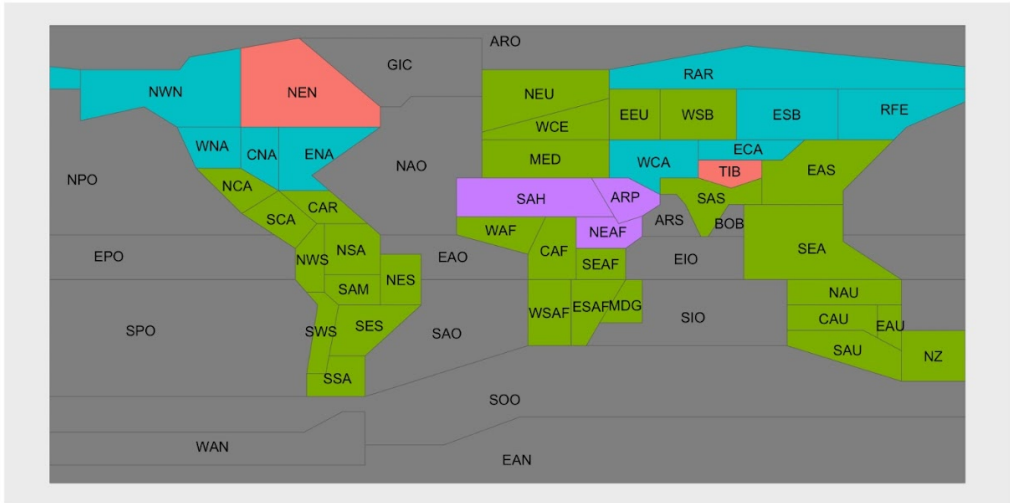 ARO
GIC
RAR
NWN
NEN
NEU
EEU
WSB
ESB
RFE
WCE
WNA
CNA
ENA
NAO
MED
WCA
ECA
TIB
EAS
NPO
NCA
SAH
ARP
SAS
SCA
CAR
ARS
BOB
WAF
CAF
NEAF
EPO
NWS
NSA
EAO
SEAF
EIO
SEA
SAM
NES
NAU
SPO
SWS
SES
SAO
WSAF
ESAF
MDG
SIO
CAU
EAU
SAU
NZ
SSA
SOO
WAN
EAN